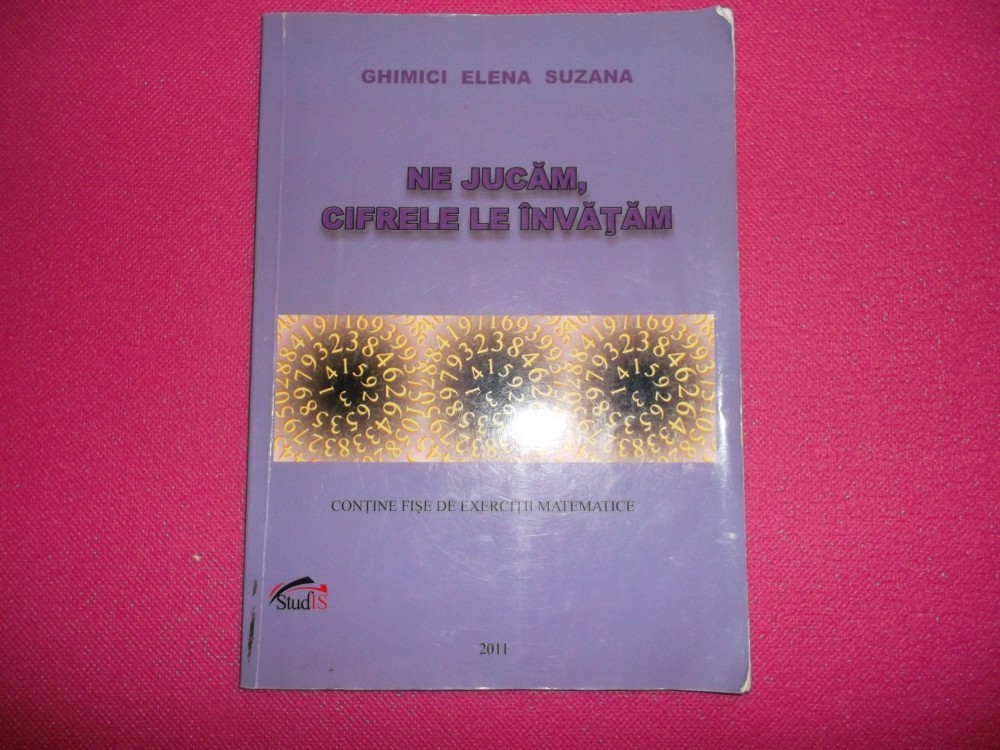 GHIMICI ELENA SUZANA
NE JUCĂM,
CIFRELE LE ÎNVĂŢĂM
CONŢINE FIŞE DE EXERCIŢII MATEMATICE
StudIS
2011